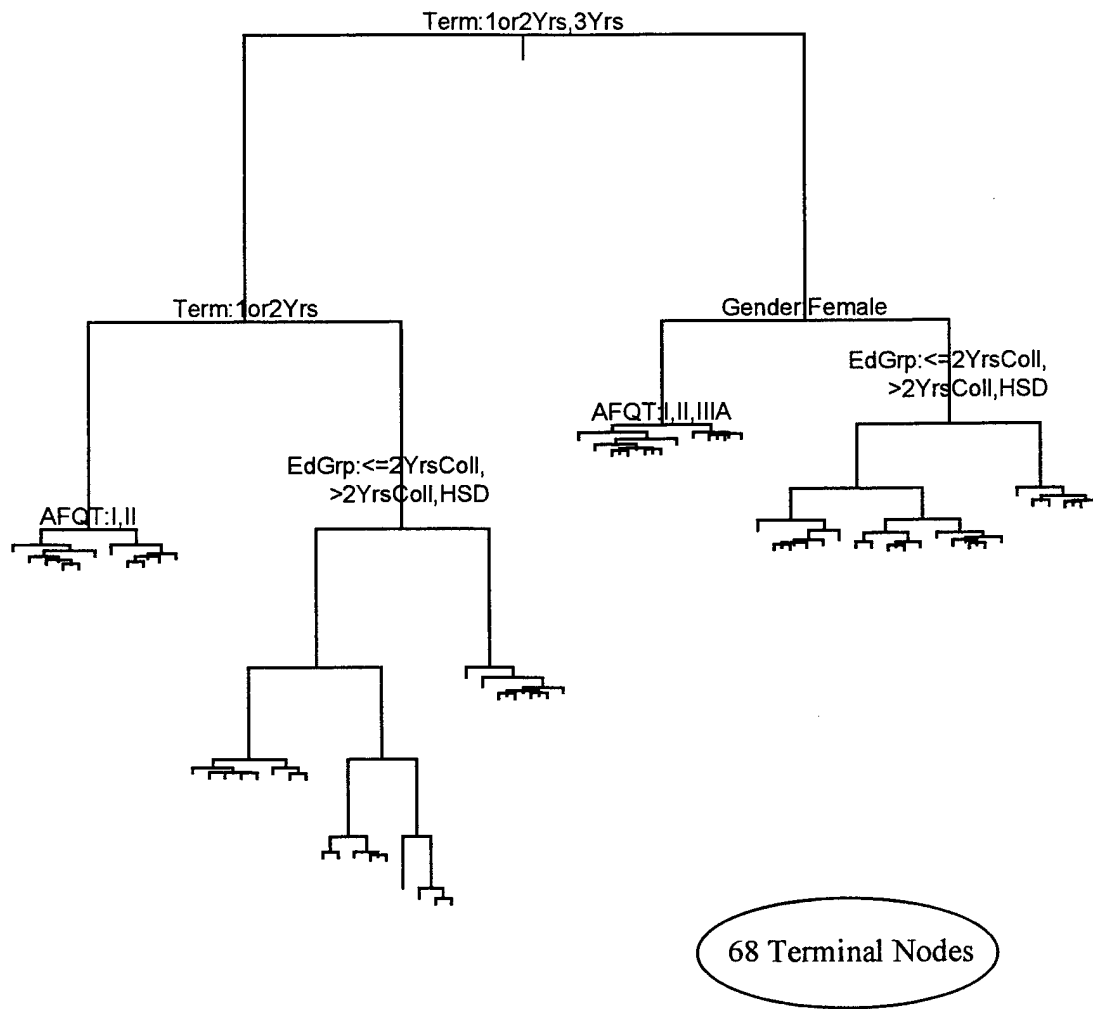 Term:1or2Yrs,3Yrs
Term:1or2Yrs
Gender:Female
EdGrp:<=2YrsColl,
>2YrsColl,HSD
AFQT:I,II,IIIA
EdGrp:<=2YrsColl,
>2YrsColl,HSD
AFQT:I,II
68 Terminal Nodes